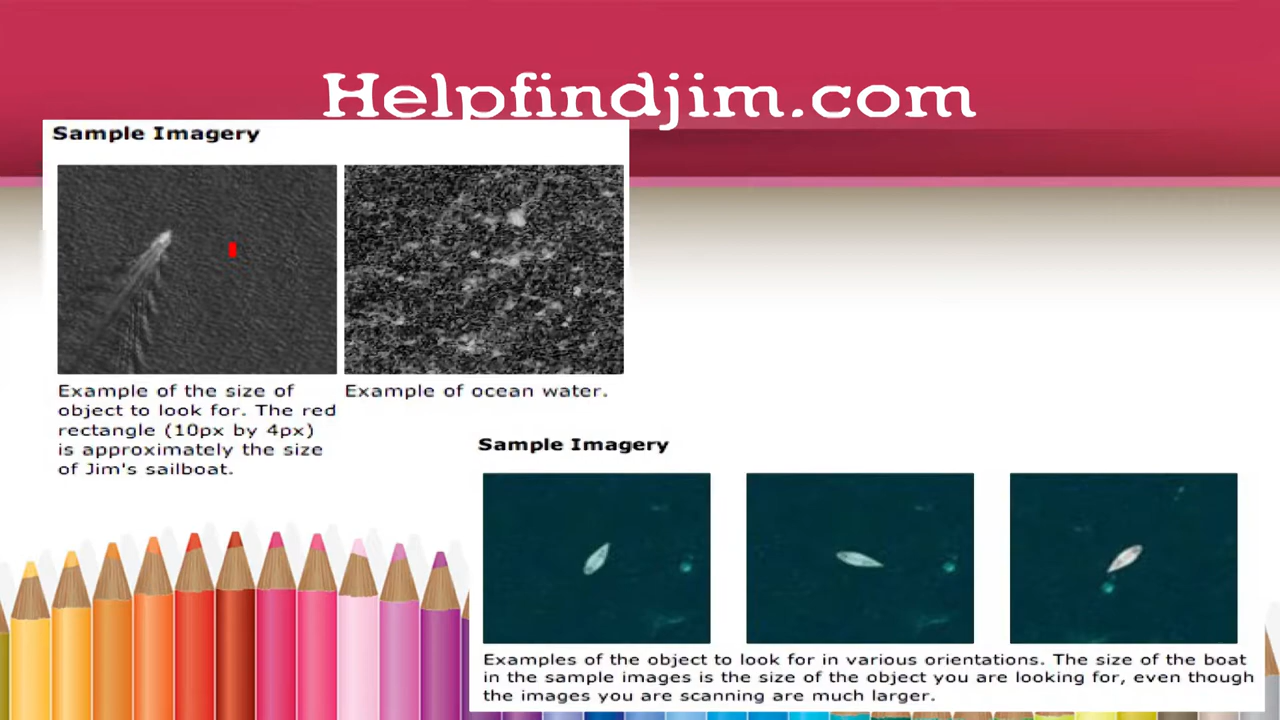 Helpfindjim.com
Sample Imagery
Example of the size of
object to look for. The red
rectangle (10px by 4px)
is approximately the size
of Jim's sailboat.
Example of ocean water.
Sample Imagery
Examples of the object to look for in various orientations. The size of the boat
in the sample images is the size of the object you are looking for, even though
the images you are scanning are much larger.